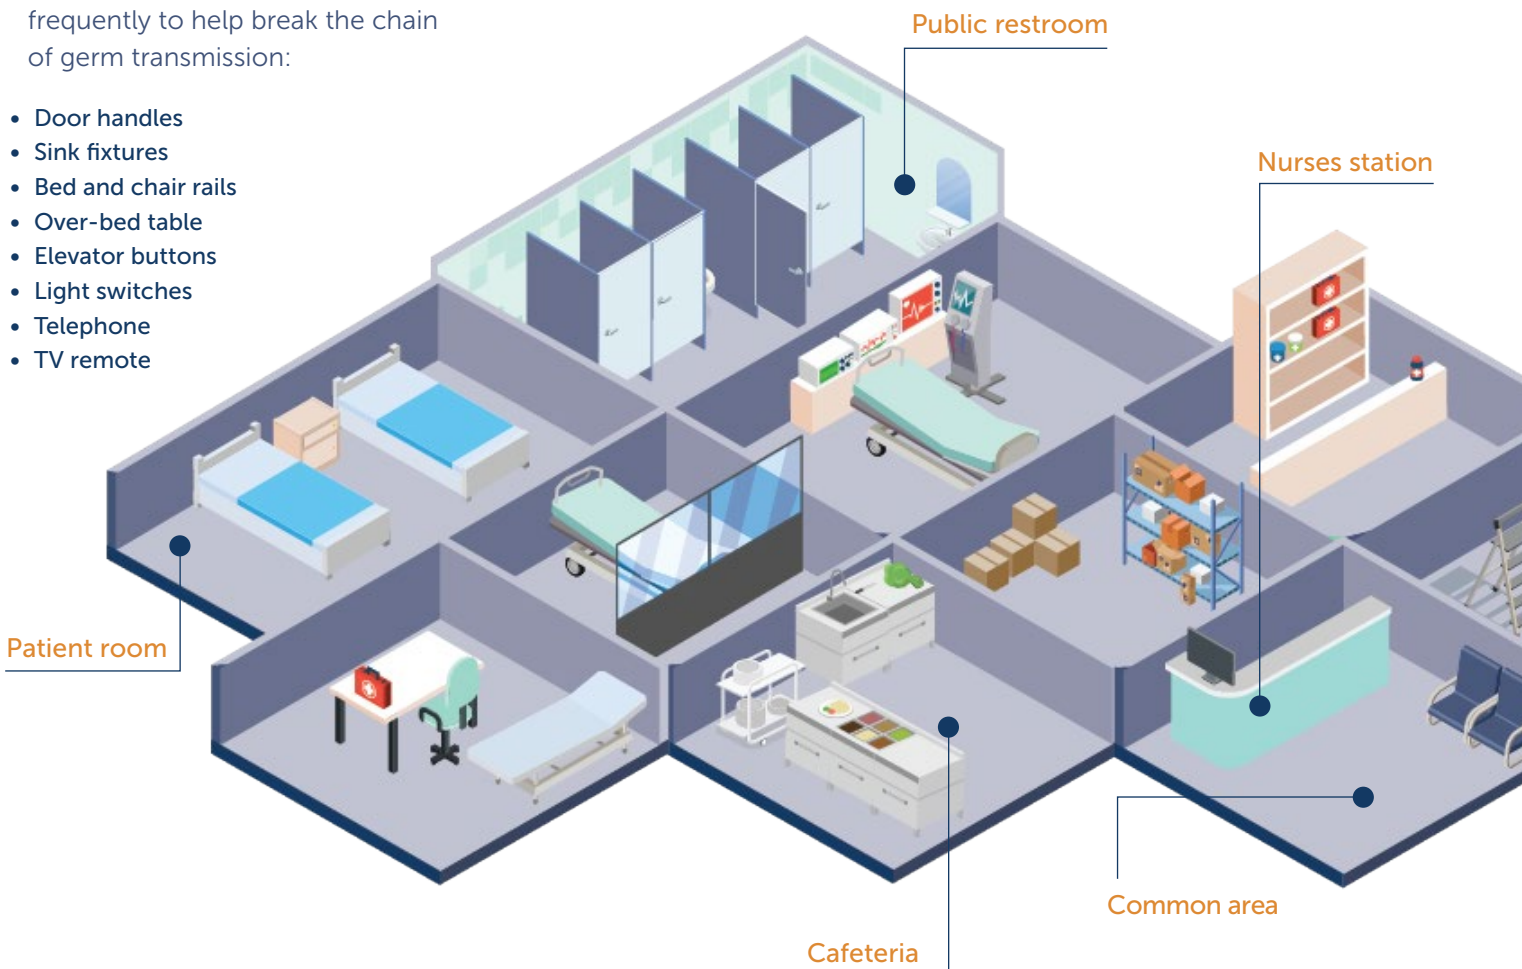 frequently to help break the chain
of germ transmission:
• Door handles
• Sink fixtures
• Bed and chair rails
• Over-bed table
• Elevator buttons
• Light switches
• Telephone
• TV remote
Public restroom
Nurses station
Patient room
Common area
Cafeteria